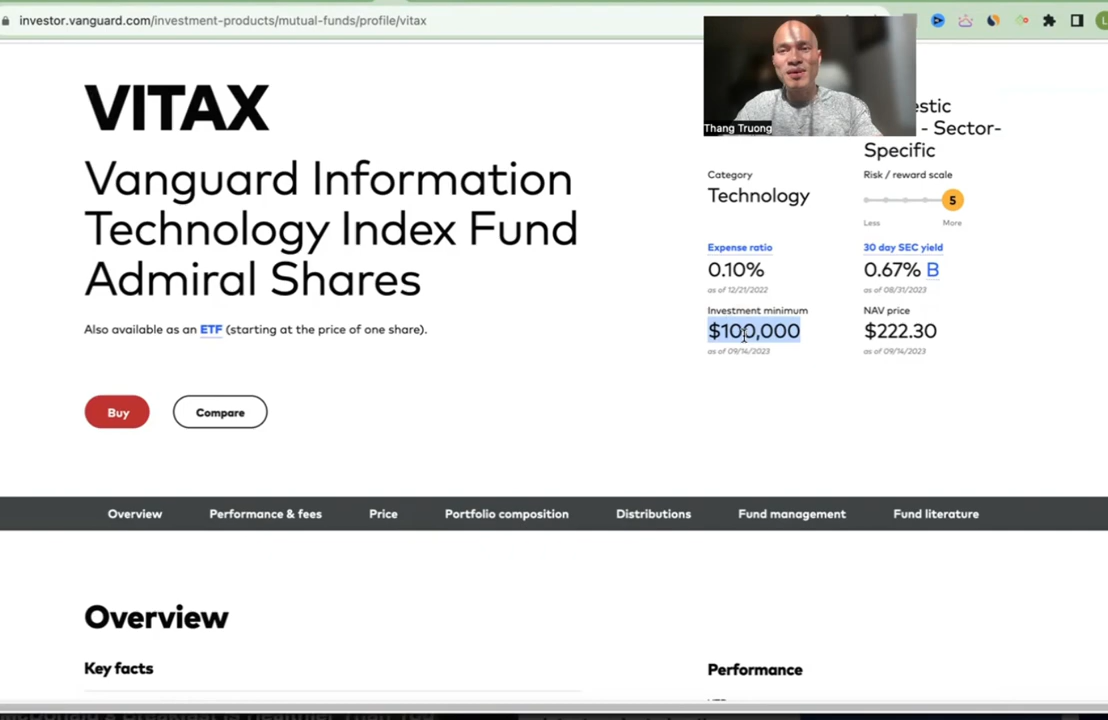 investor.vanguard.com/investment-products/mutual-funds/profile/vitax
VITAX
Vanguard Information
Technology Index Fund
Admiral Shares
Also available as an ETF (starting at the price of one share).
Buy
Compare
Thang Truong
- Sector-
Specific
Category
Technology
Risk / reward scale
5
Less
More
Expense ratio
0.10%
as of 12/21/2022
30 day SEC yield
0.67% B
as of 08/31/2023
Investment minimum
$100,000
as of 09/14/2023
NAV price
$222.30
as of 09/14/2023
Overview
Performance & fees
Price
Portfolio composition
Distributions
Fund management
Fund literature
Overview
Key facts
Performance